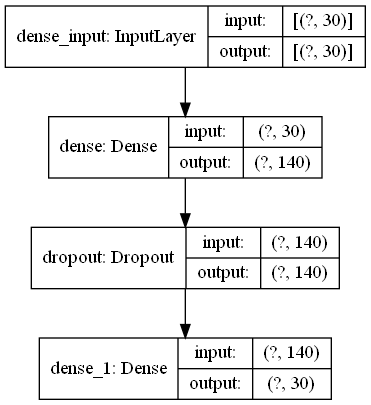 dense_input: InputLayer
input: [(?, 30)]
output: [(?, 30)]
dense: Dense
input: (?, 30)
output: (?, 140)
dropout: Dropout
input: (?, 140)
output: (?, 140)
dense_1: Dense
input: (?, 140)
output: (?, 30)